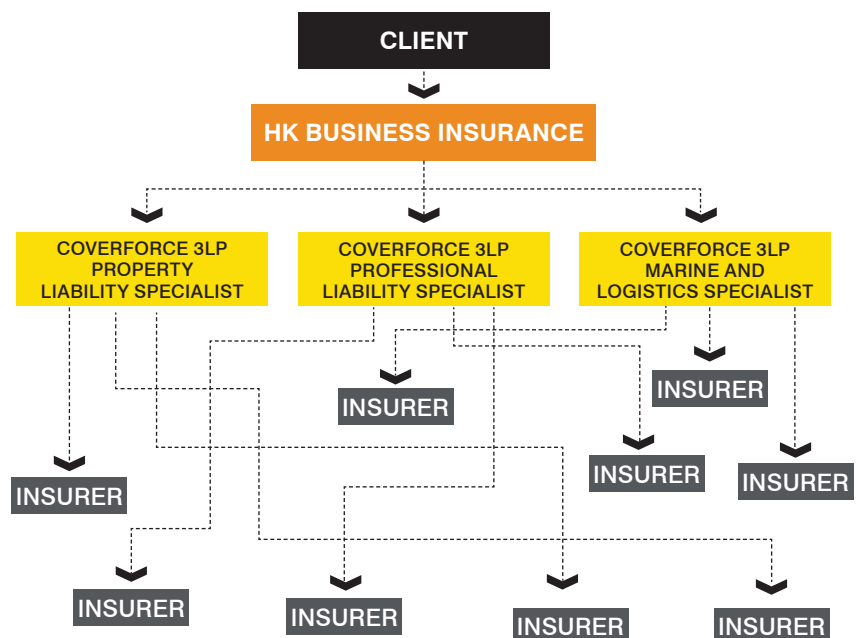 CLIENT
HK BUSINESS INSURANCE
COVERFORCE 3LP
PROPERTY
LIABILITY SPECIALIST
COVERFORCE 3LP
PROFESSIONAL
LIABILITY SPECIALIST
COVERFORCE 3LP
MARINE AND
LOGISTICS SPECIALIST
INSURER
INSURER
INSURER
INSURER
INSURER
INSURER
INSURER
INSURER
INSURER